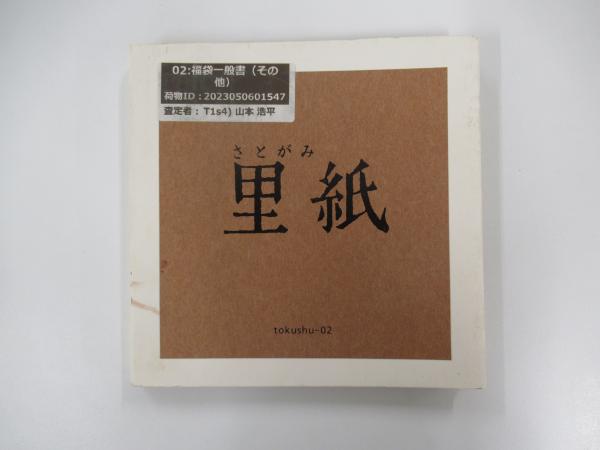 02:福袋一般書（その
他）
荷物ID：2023050601547
査定者： T1s4) 山本 浩平
さとがみ
里紙
tokushu-02